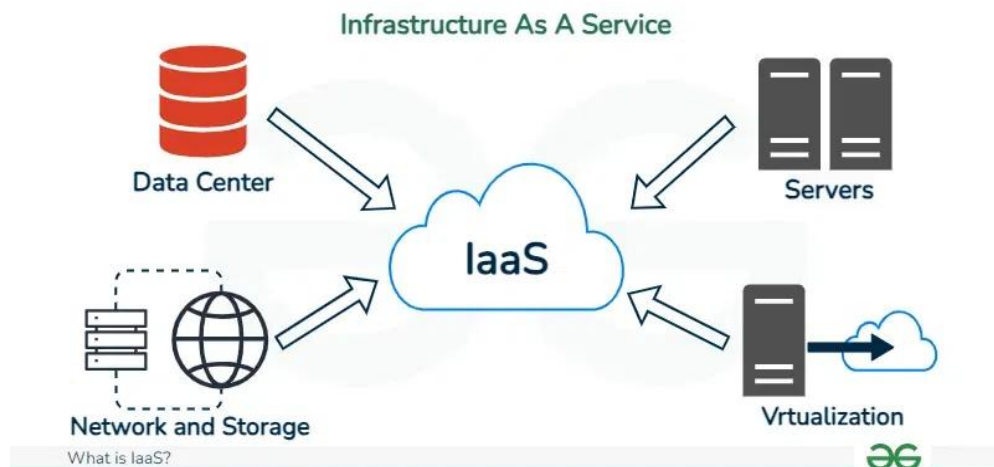 Infrastructure As A Service
Data Center
Servers
IaaS
Network and Storage
Vrtualization
What is IaaS?